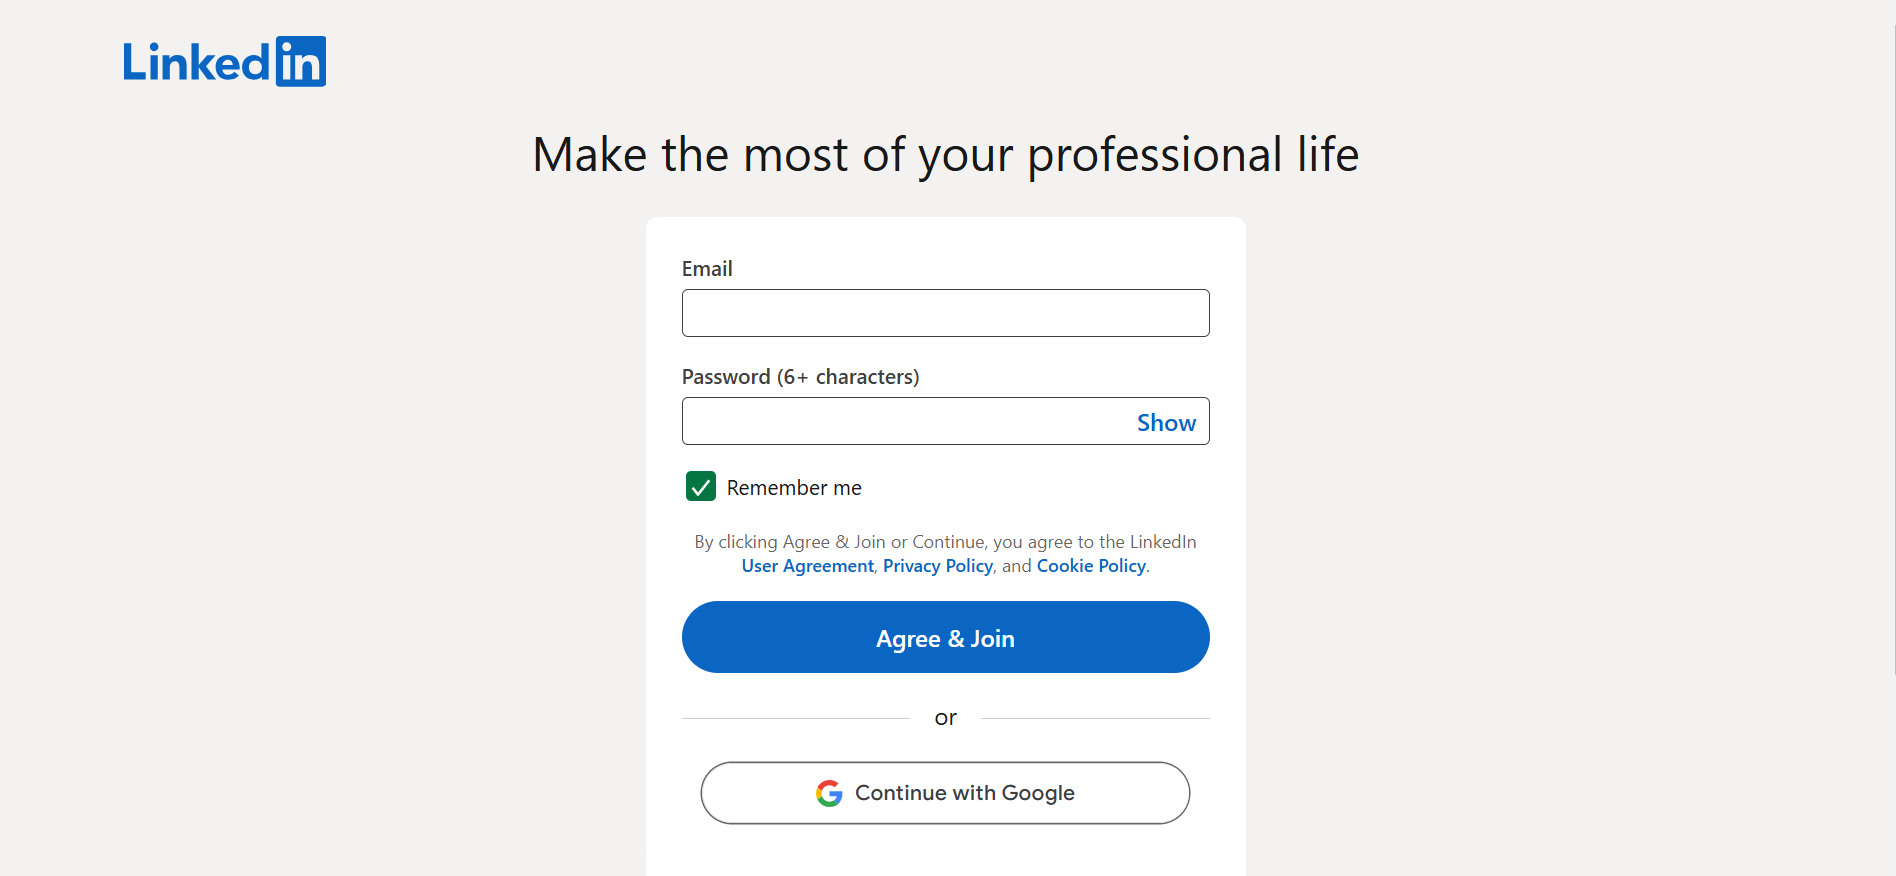 Linkedin
Make the most of your professional life
Email
Password (6+ characters)
Show
Remember me
By clicking Agree & Join or Continue, you agree to the LinkedIn
User Agreement, Privacy Policy, and Cookie Policy.
Agree & Join
or
Continue with Google